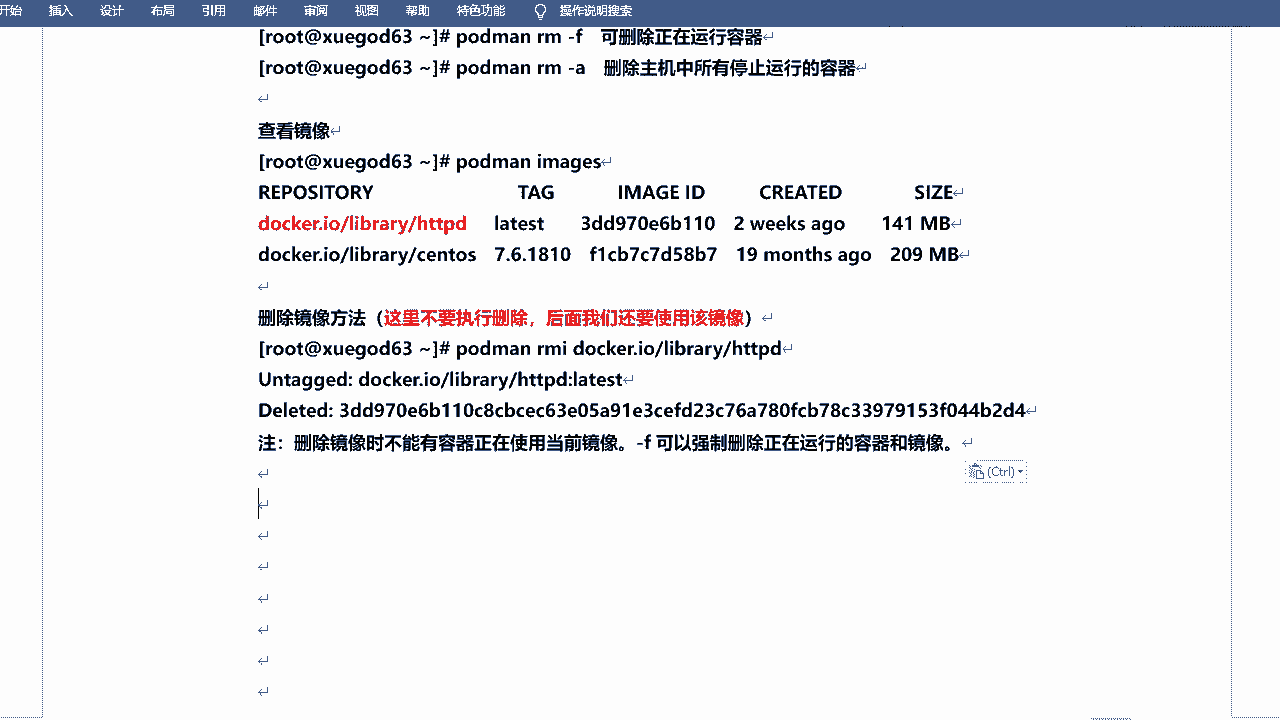 开始 插入 设计 布局 引用 邮件 审阅 视图 帮助 特色功能 操作说明搜索
[root@xuegod63 ~]# podman rm -f 可删除正在运行容器
[root@xuegod63 ~]# podman rm -a 删除主机中所有停止运行的容器
查看镜像
[root@xuegod63 ~]# podman images
REPOSITORY TAG IMAGE ID CREATED SIZE
docker.io/library/httpd latest 3dd970e6b110 2 weeks ago 141 MB
docker.io/library/centos 7.6.1810 f1cb7c7d58b7 19 months ago 209 MB
删除镜像方法（这里不要执行删除，后面我们还要使用该镜像）
[root@xuegod63 ~]# podman rmi docker.io/library/httpd
Untagged: docker.io/library/httpd:latest
Deleted: 3dd970e6b110c8cbcec63e05a91e3cefd23c76a780fcb78c33979153f044b2d4
注：删除镜像时不能有容器正在使用当前镜像。-f 可以强制删除正在运行的容器和镜像。
(Ctrl)